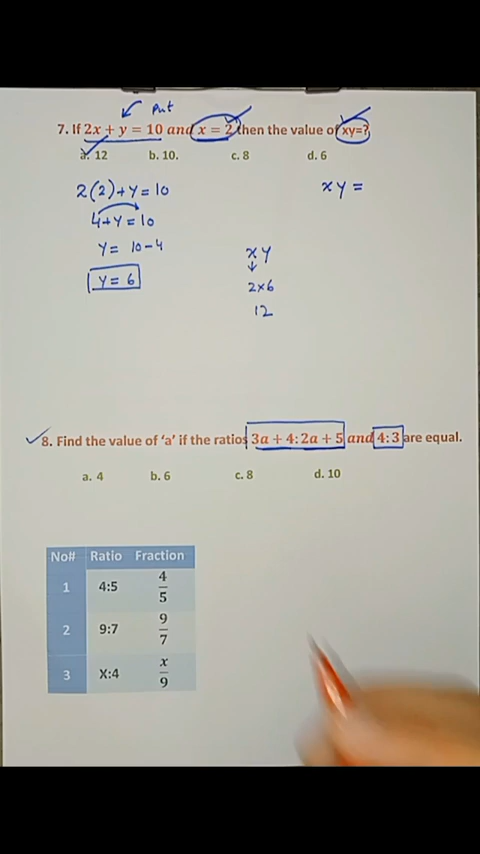 Put
7. If 2x + y = 10 and x = 2 then the value of xy=?
a. 12 b. 10. c. 8 d. 6
2(2)+y=10 xy =
4+y=10
y= 10-4
xy
y= 6
2×6
12
8. Find the value of ‘a’ if the ratios 3a + 4: 2a + 5 and 4: 3 are equal.
a. 4 b. 6 c. 8 d. 10
No# Ratio Fraction
1 4:5 4/5
2 9:7 9/7
3 X:4 x/9